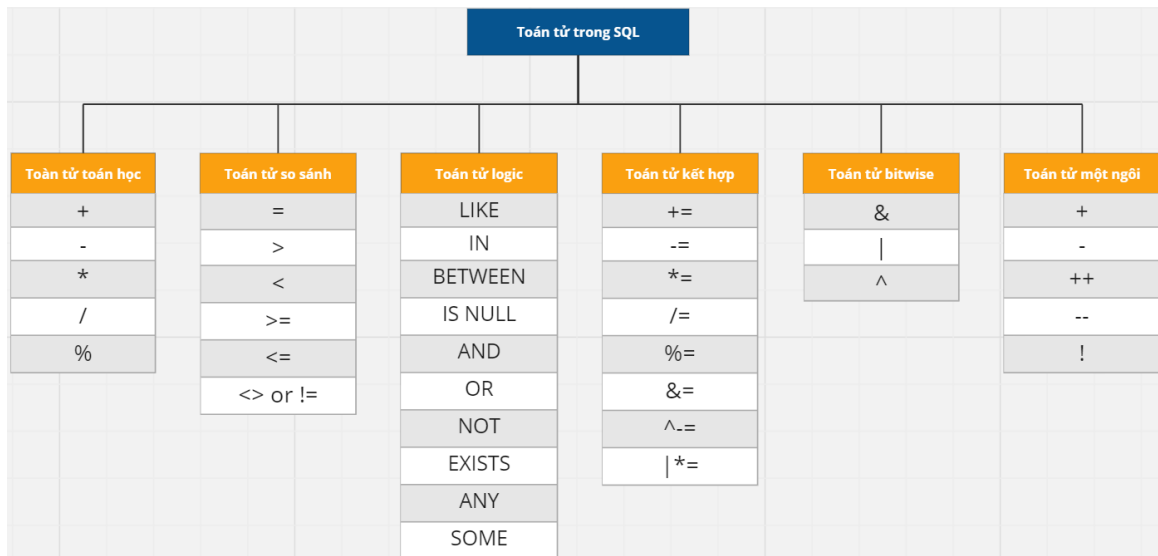 Toán tử trong SQL
Toàn tử toán học
+
-
*
/
%
Toán tử so sánh
=
>
<
>=
<=
<> or !=
Toán tử logic
LIKE
IN
BETWEEN
IS NULL
AND
OR
NOT
EXISTS
ANY
SOME
Toán tử kết hợp
+=
-=
*=
/=
%=
&=
^-=
|*=
Toán tử bitwise
&
|
^
Toán tử một ngôi
+
-
++
--
!